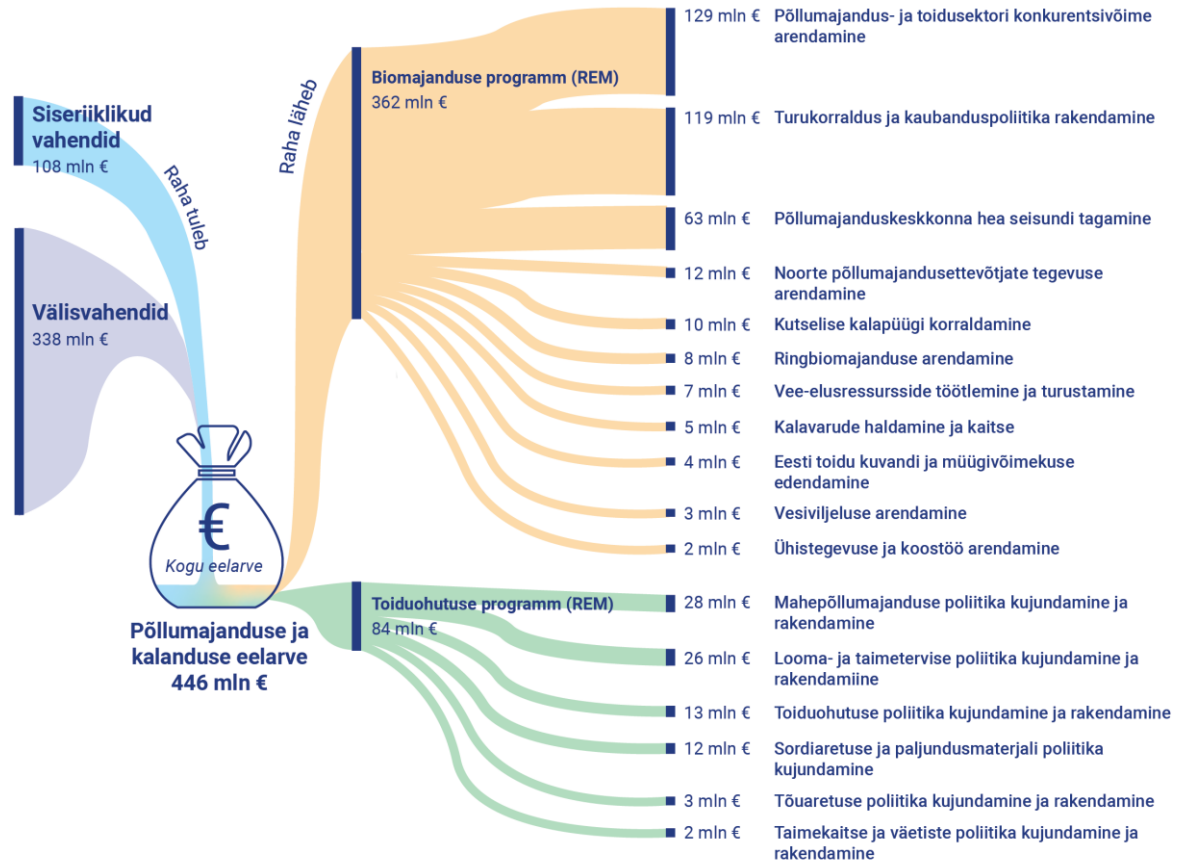 Siseriiklikud
vahendid
108 mln €
Raha tuleb
Välisvahendid
338 mln €
€
Kogu eelarve
Põllumajanduse ja
kalanduse eelarve
446 mln €
Raha läheb
Biomajanduse programm (REM)
362 mln €
129 mln € Põllumajandus- ja toidusektori konkurentsivõime
arendamine
119 mln € Turukorraldus ja kaubanduspoliitika rakendamine
63 mln € Põllumajanduskeskkonna hea seisundi tagamine
12 mln € Noorte põllumajandusettevõtjate tegevuse
arendamine
10 mln € Kutselise kalapüügi korraldamine
8 mln € Ringbiomajanduse arendamine
7 mln € Vee-elusressursside töötlemine ja turustamine
5 mln € Kalavarude haldamine ja kaitse
4 mln € Eesti toidu kuvandi ja müügivõimekuse
edendamine
3 mln € Vesiviljeluse arendamine
2 mln € Ühistegevuse ja koostöö arendamine
Toiduohutuse programm (REM)
84 mln €
28 mln € Mahepõllumajanduse poliitika kujundamine ja
rakendamine
26 mln € Looma- ja taimetervise poliitika kujundamine ja
rakendamiine
13 mln € Toiduohutuse poliitika kujundamine ja rakendamine
12 mln € Sordiaretuse ja paljundusmaterjali poliitika
kujundamine
3 mln € Tõuaretuse poliitika kujundamine ja rakendamine
2 mln € Taimekaitse ja väetiste poliitika kujundamine ja
rakendamine